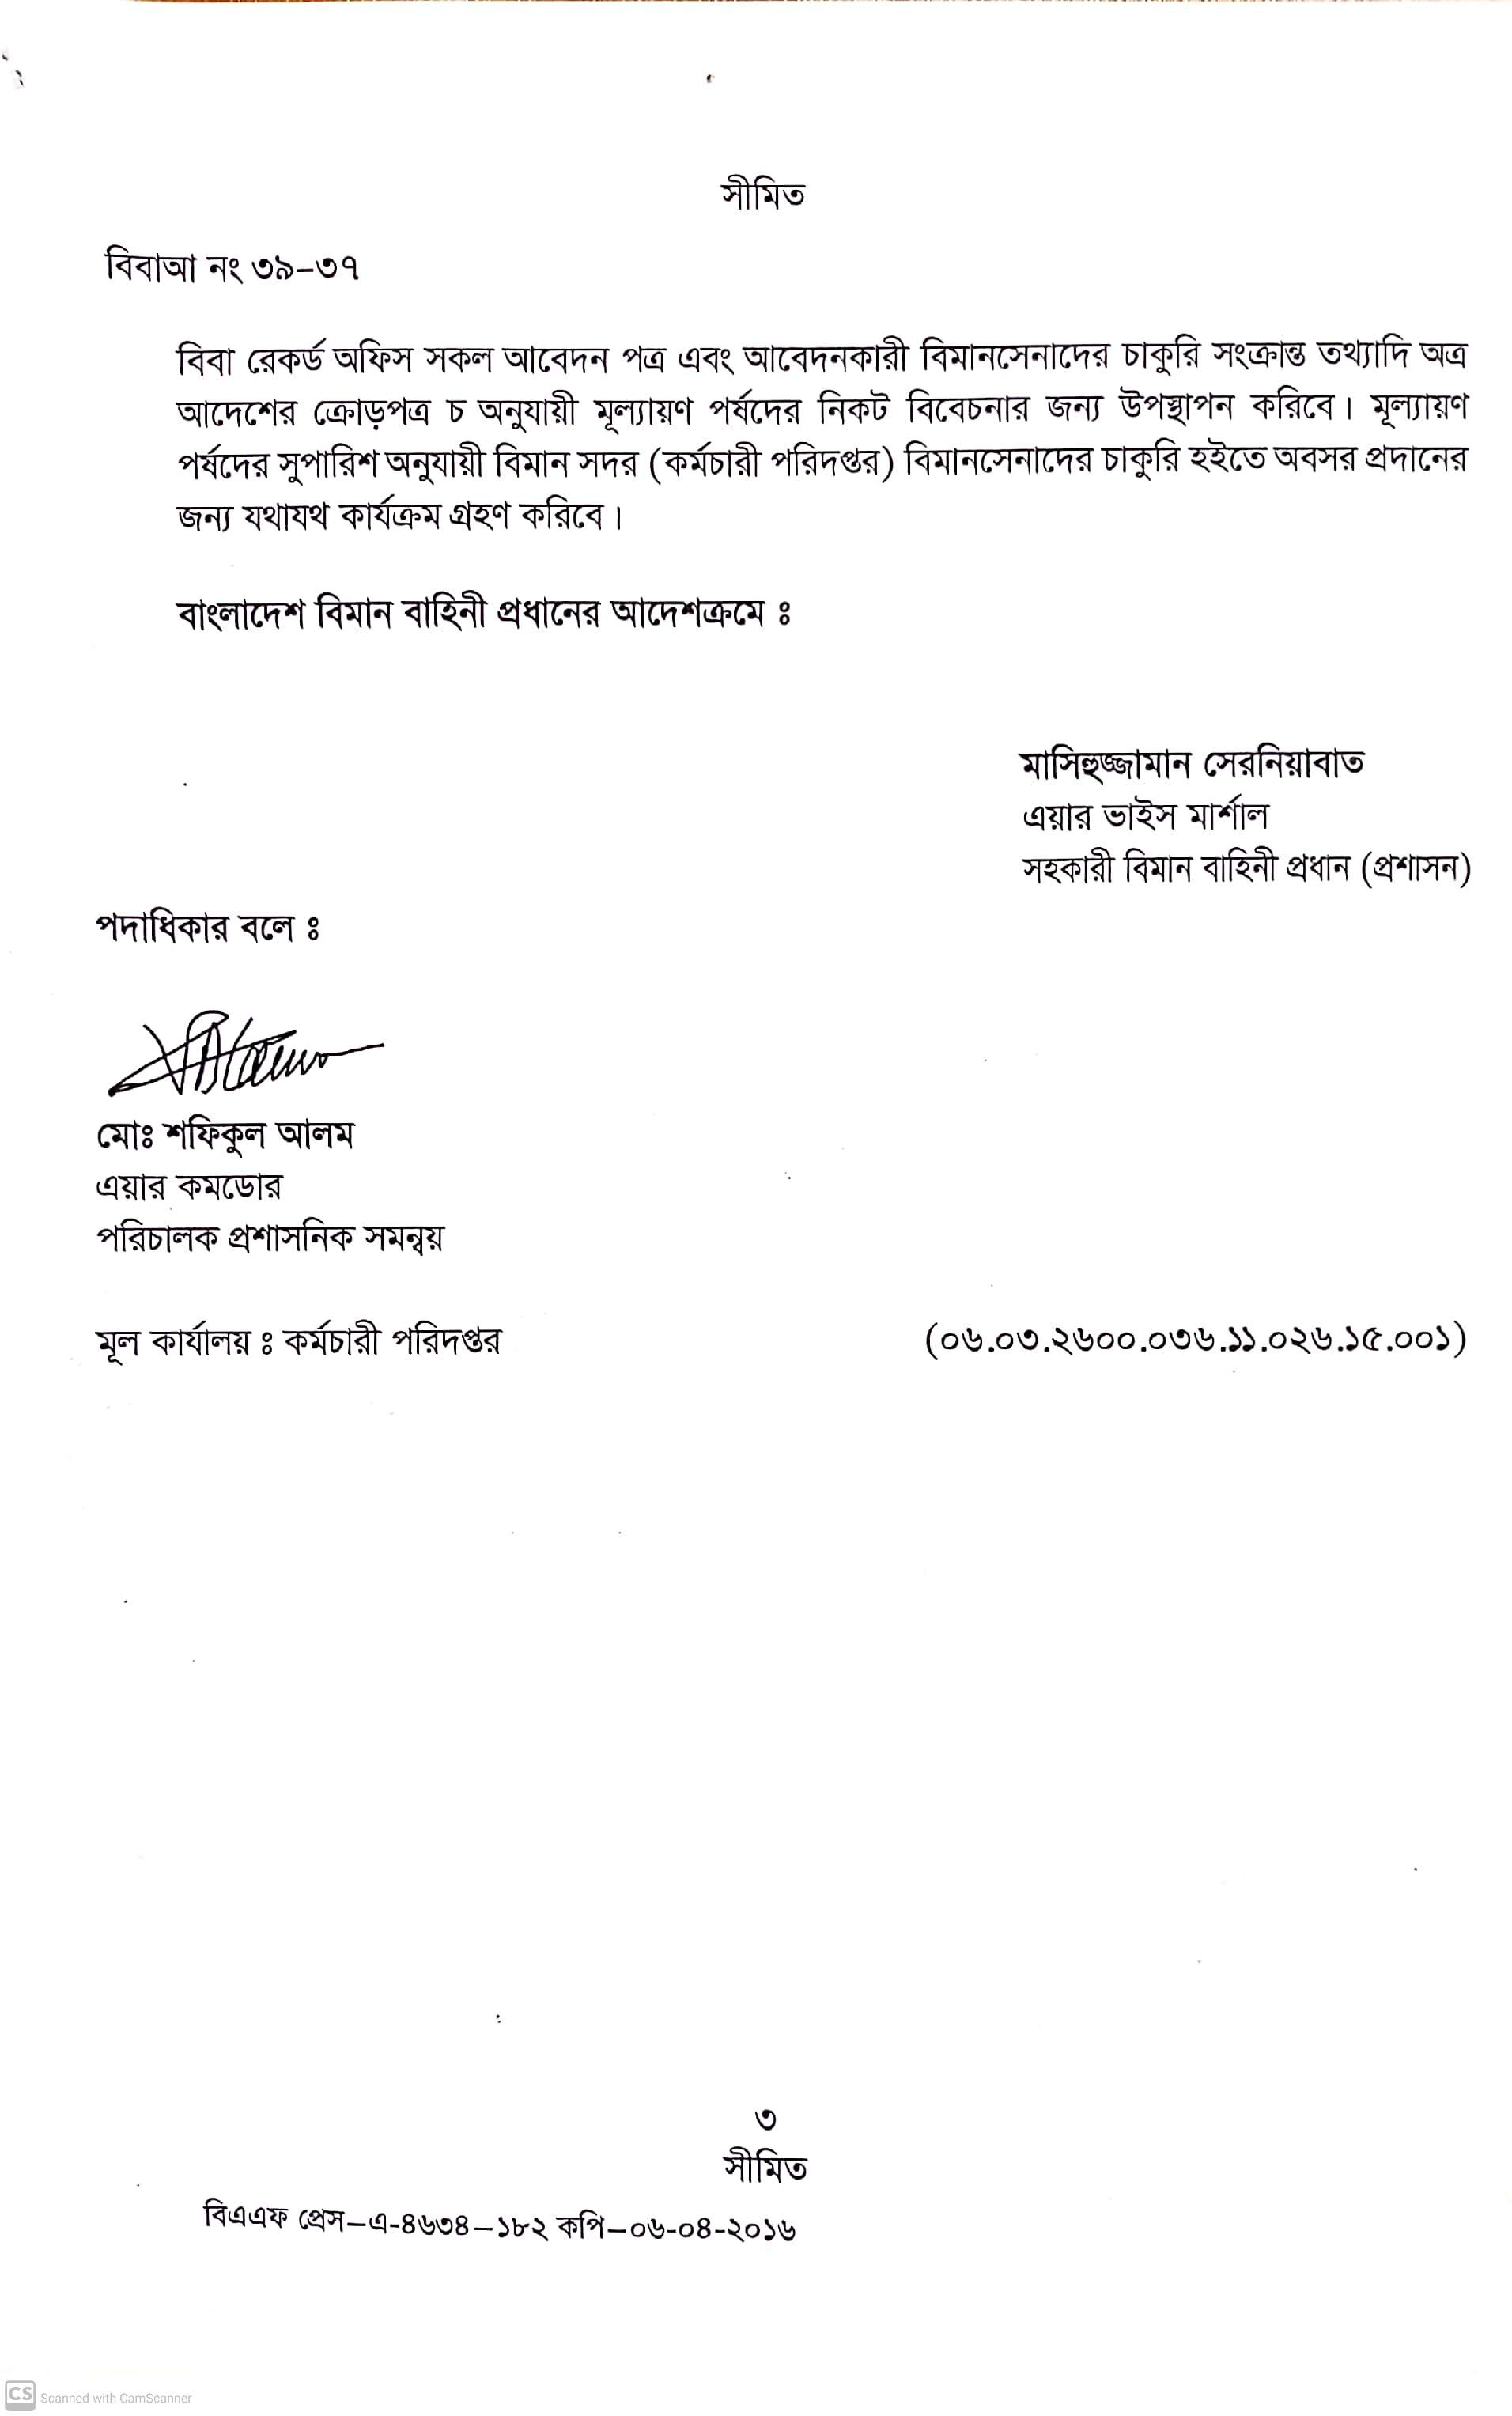 সীমিত
বিবাআ নং ৩৯–৩৭
বিবা রেকর্ড অফিস সকল আবেদন পত্র এবং আবেদনকারী বিমানসেনাদের চাকুরি সংক্রান্ত তথ্যাদি অত্র
আদেশের ক্রোড়পত্র চ অনুযায়ী মূল্যায়ণ পর্ষদের নিকট বিবেচনার জন্য উপস্থাপন করিবে। মূল্যায়ণ
পর্ষদের সুপারিশ অনুযায়ী বিমান সদর (কর্মচারী পরিদপ্তর) বিমানসেনাদের চাকুরি হইতে অবসর প্রদানের
জন্য যথাযথ কার্যক্রম গ্রহণ করিবে।
বাংলাদেশ বিমান বাহিনী প্রধানের আদেশক্রমে ঃ
মাসিহুজ্জামান সেরনিয়াবাত
এয়ার ভাইস মার্শাল
সহকারী বিমান বাহিনী প্রধান (প্রশাসন)
পদাধিকার বলে ঃ
মোঃ শফিকুল আলম
এয়ার কমডোর
পরিচালক প্রশাসনিক সমন্বয়
মূল কার্যালয় ঃ কর্মচারী পরিদপ্তর (০৬.০৩.২৬০০.০৩৬.১১.০২৬.১৫.০০১)
৩
সীমিত
বিএএফ প্রেস–এ-৪৬৩৪–১৮২ কপি–০৬-০৪-২০১৬
CS Scanned with CamScanner